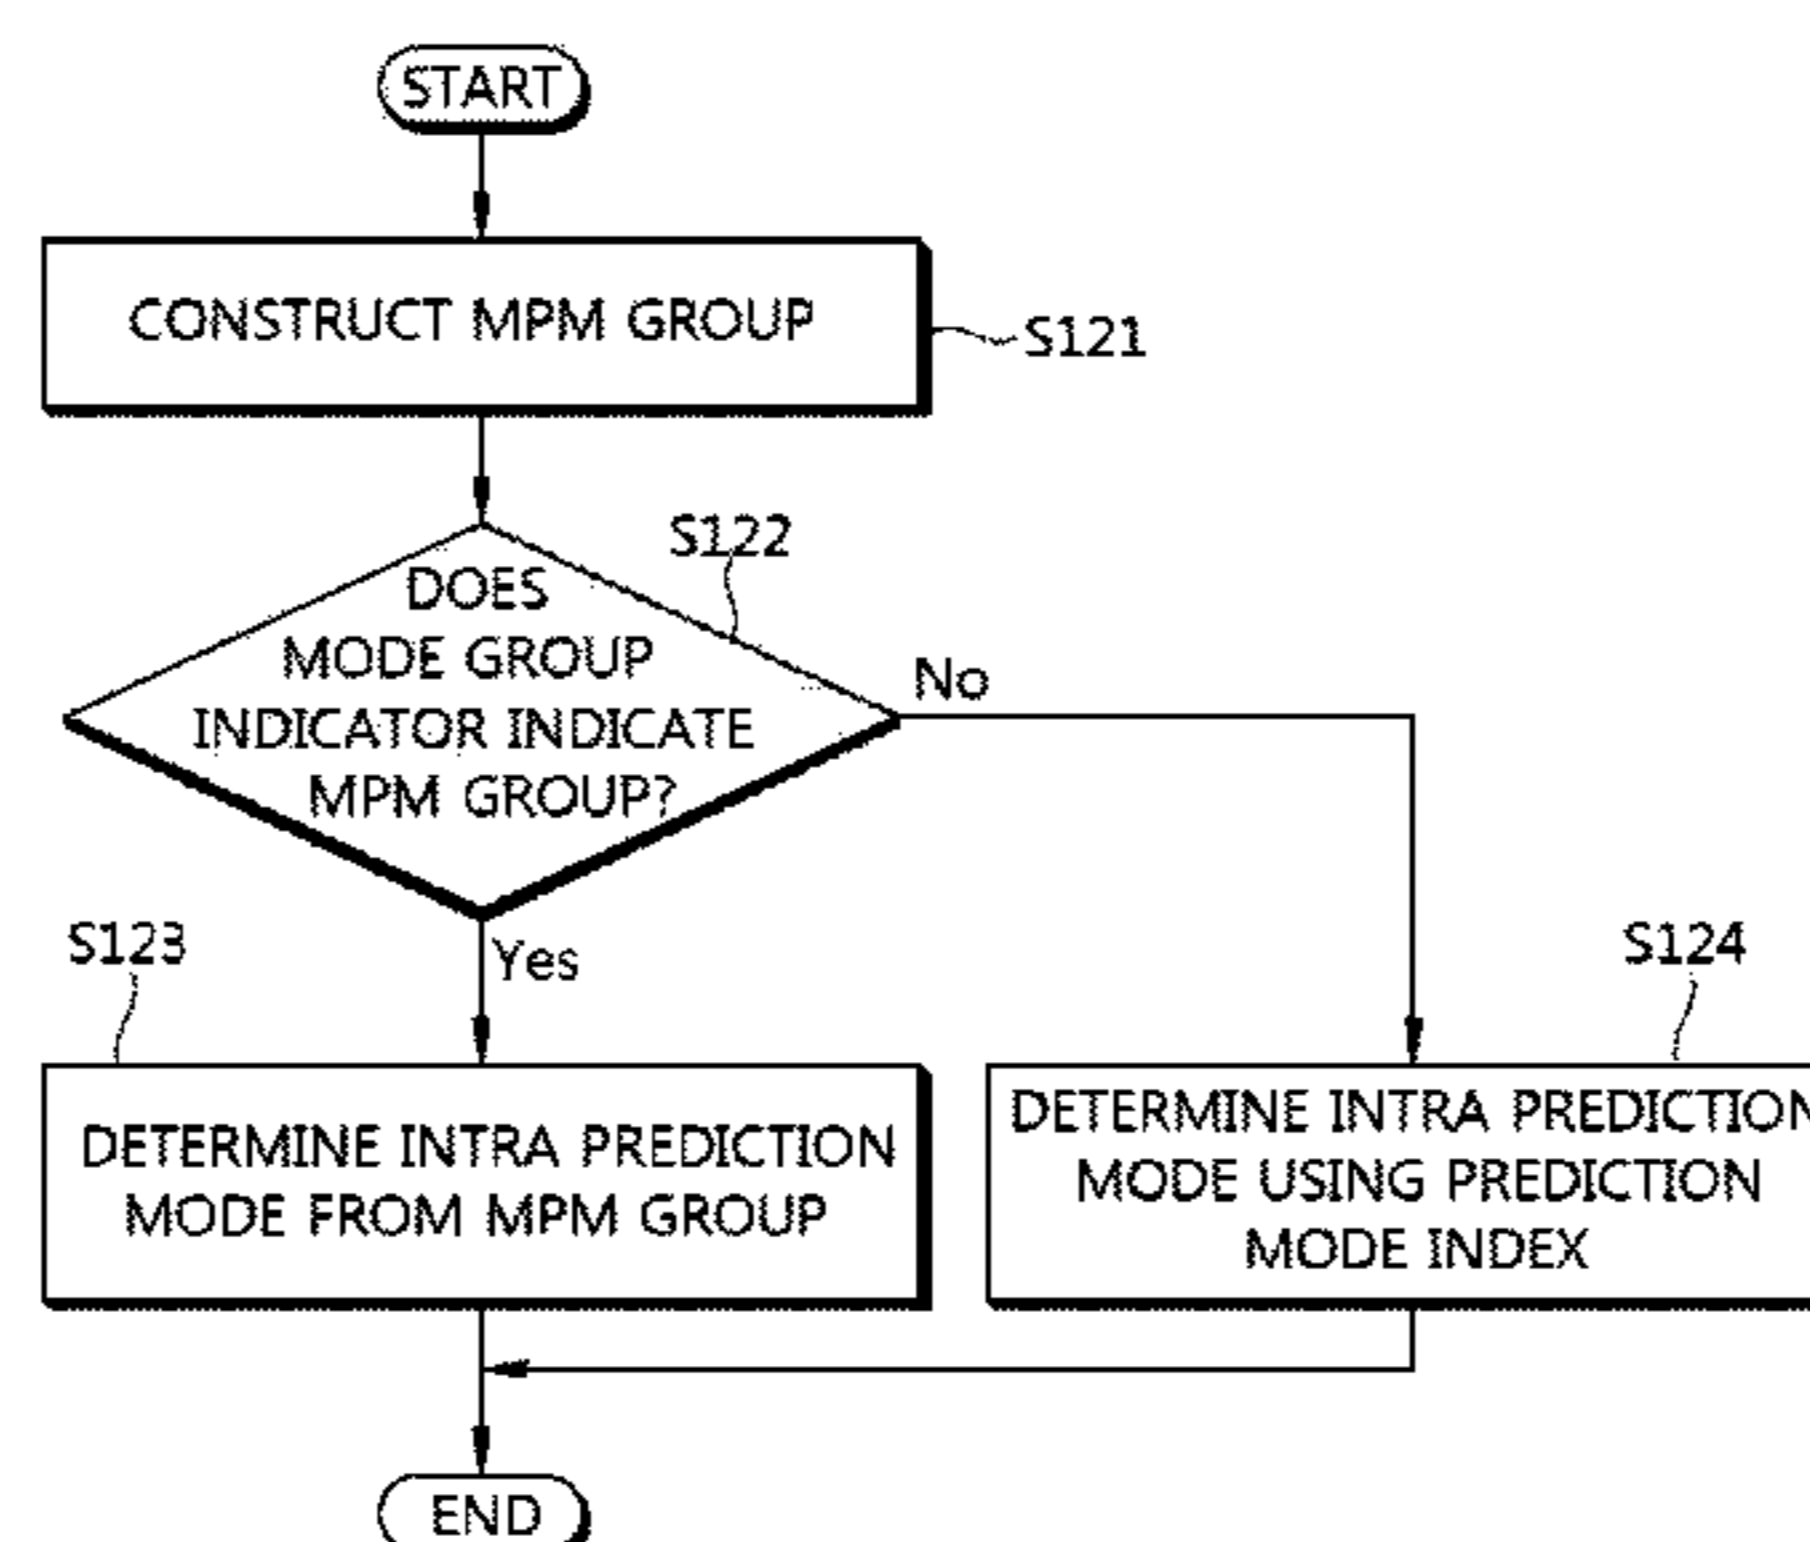 START
CONSTRUCT MPM GROUP
S121
S122
DOES
MODE GROUP
INDICATOR INDICATE
MPM GROUP?
No
Yes
S123
DETERMINE INTRA PREDICTION
MODE FROM MPM GROUP
S124
DETERMINE INTRA PREDICTION
MODE USING PREDICTION
MODE INDEX
END